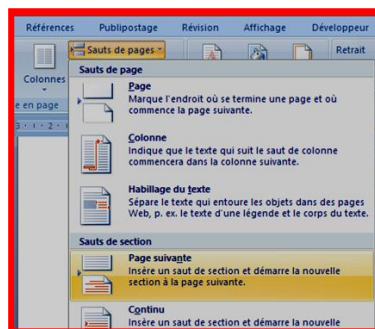 Références Publipostage Révision Affichage Développeur
Sauts de pages Retrait
Colonnes
Sauts de page
Page
Marque l'endroit où se termine une page et où
commence la page suivante.
e en page
3 · 1 · 2 · 1
Colonne
Indique que le texte qui suit le saut de colonne
commencera dans la colonne suivante.
Habillage du texte
Sépare le texte qui entoure les objets dans des pages
Web, p. ex. le texte d'une légende et le corps du texte.
Sauts de section
Page suivante
Insère un saut de section et démarre la nouvelle
section à la page suivante.
Continu
Insère un saut de section et démarre la nouvelle